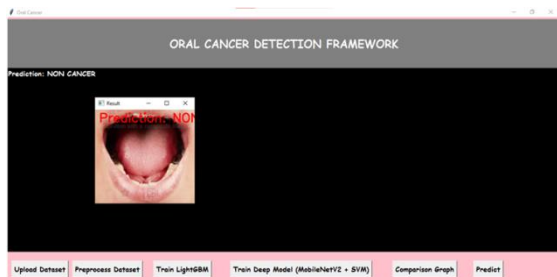 Oral Cancer
ORAL CANCER DETECTION FRAMEWORK
Prediction: NON CANCER
Result
Prediction: NON
Upload Dataset Preprocess Dataset Train LightGBM Train Deep Model (MobileNetV2 + SVM) Comparison Graph Predict